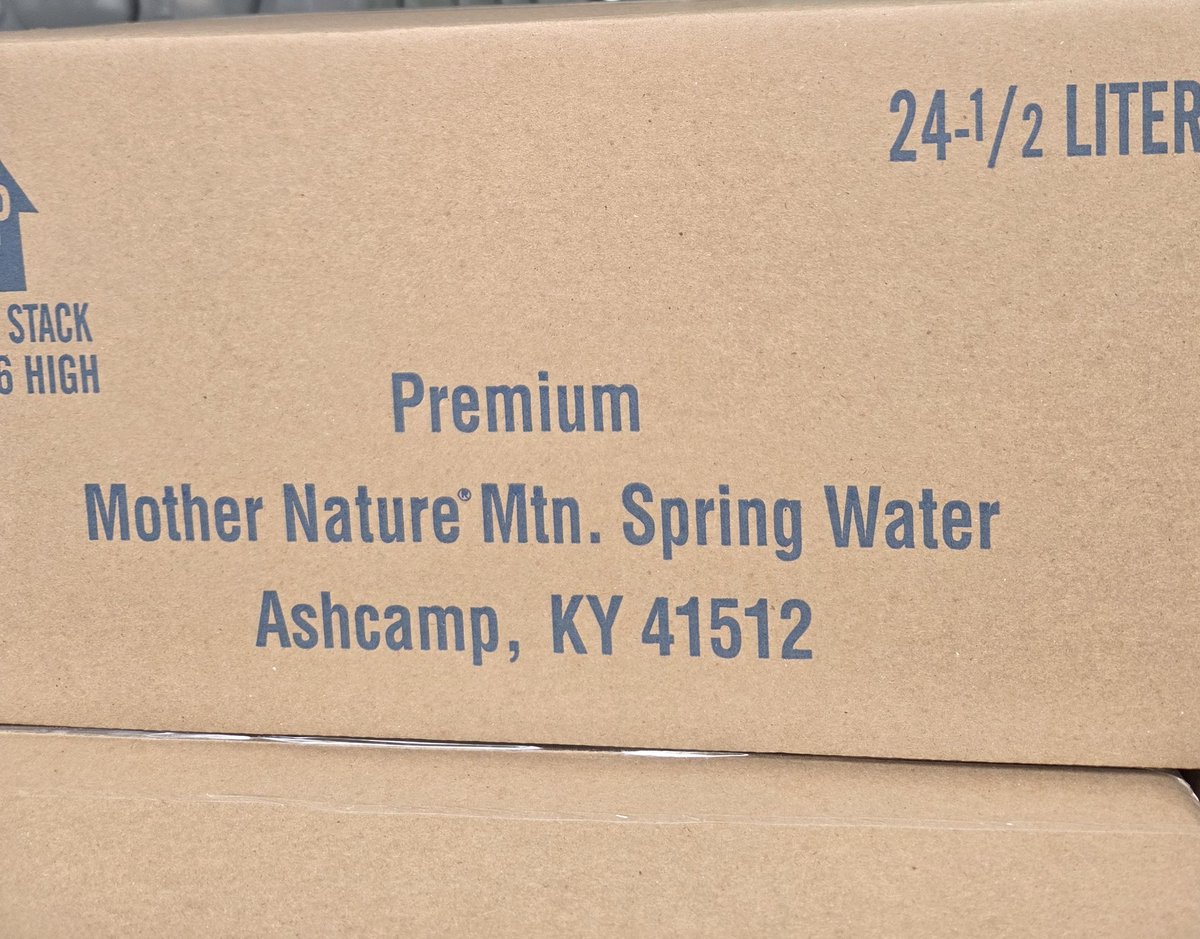 24-1/2 LITER
STACK
6 HIGH
Premium
Mother Nature® Mtn. Spring Water
Ashcamp, KY 41512